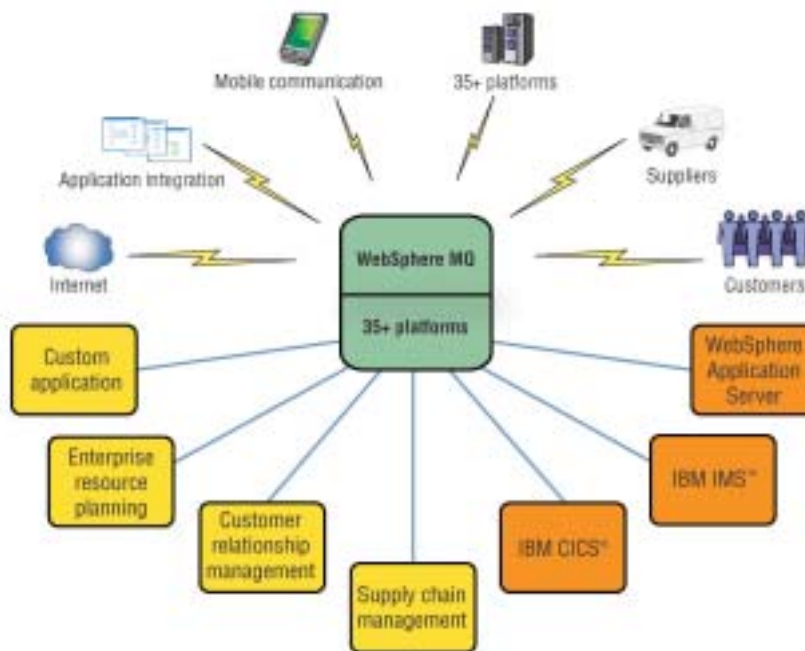 Mobile communication
35+ platforms
Application integration
Suppliers
Internet
Customers
WebSphere MQ
35+ platforms
Custom
application
WebSphere
Application
Server
Enterprise
resource
planning
IBM IMS™
Customer
relationship
management
IBM CICS®
Supply chain
management